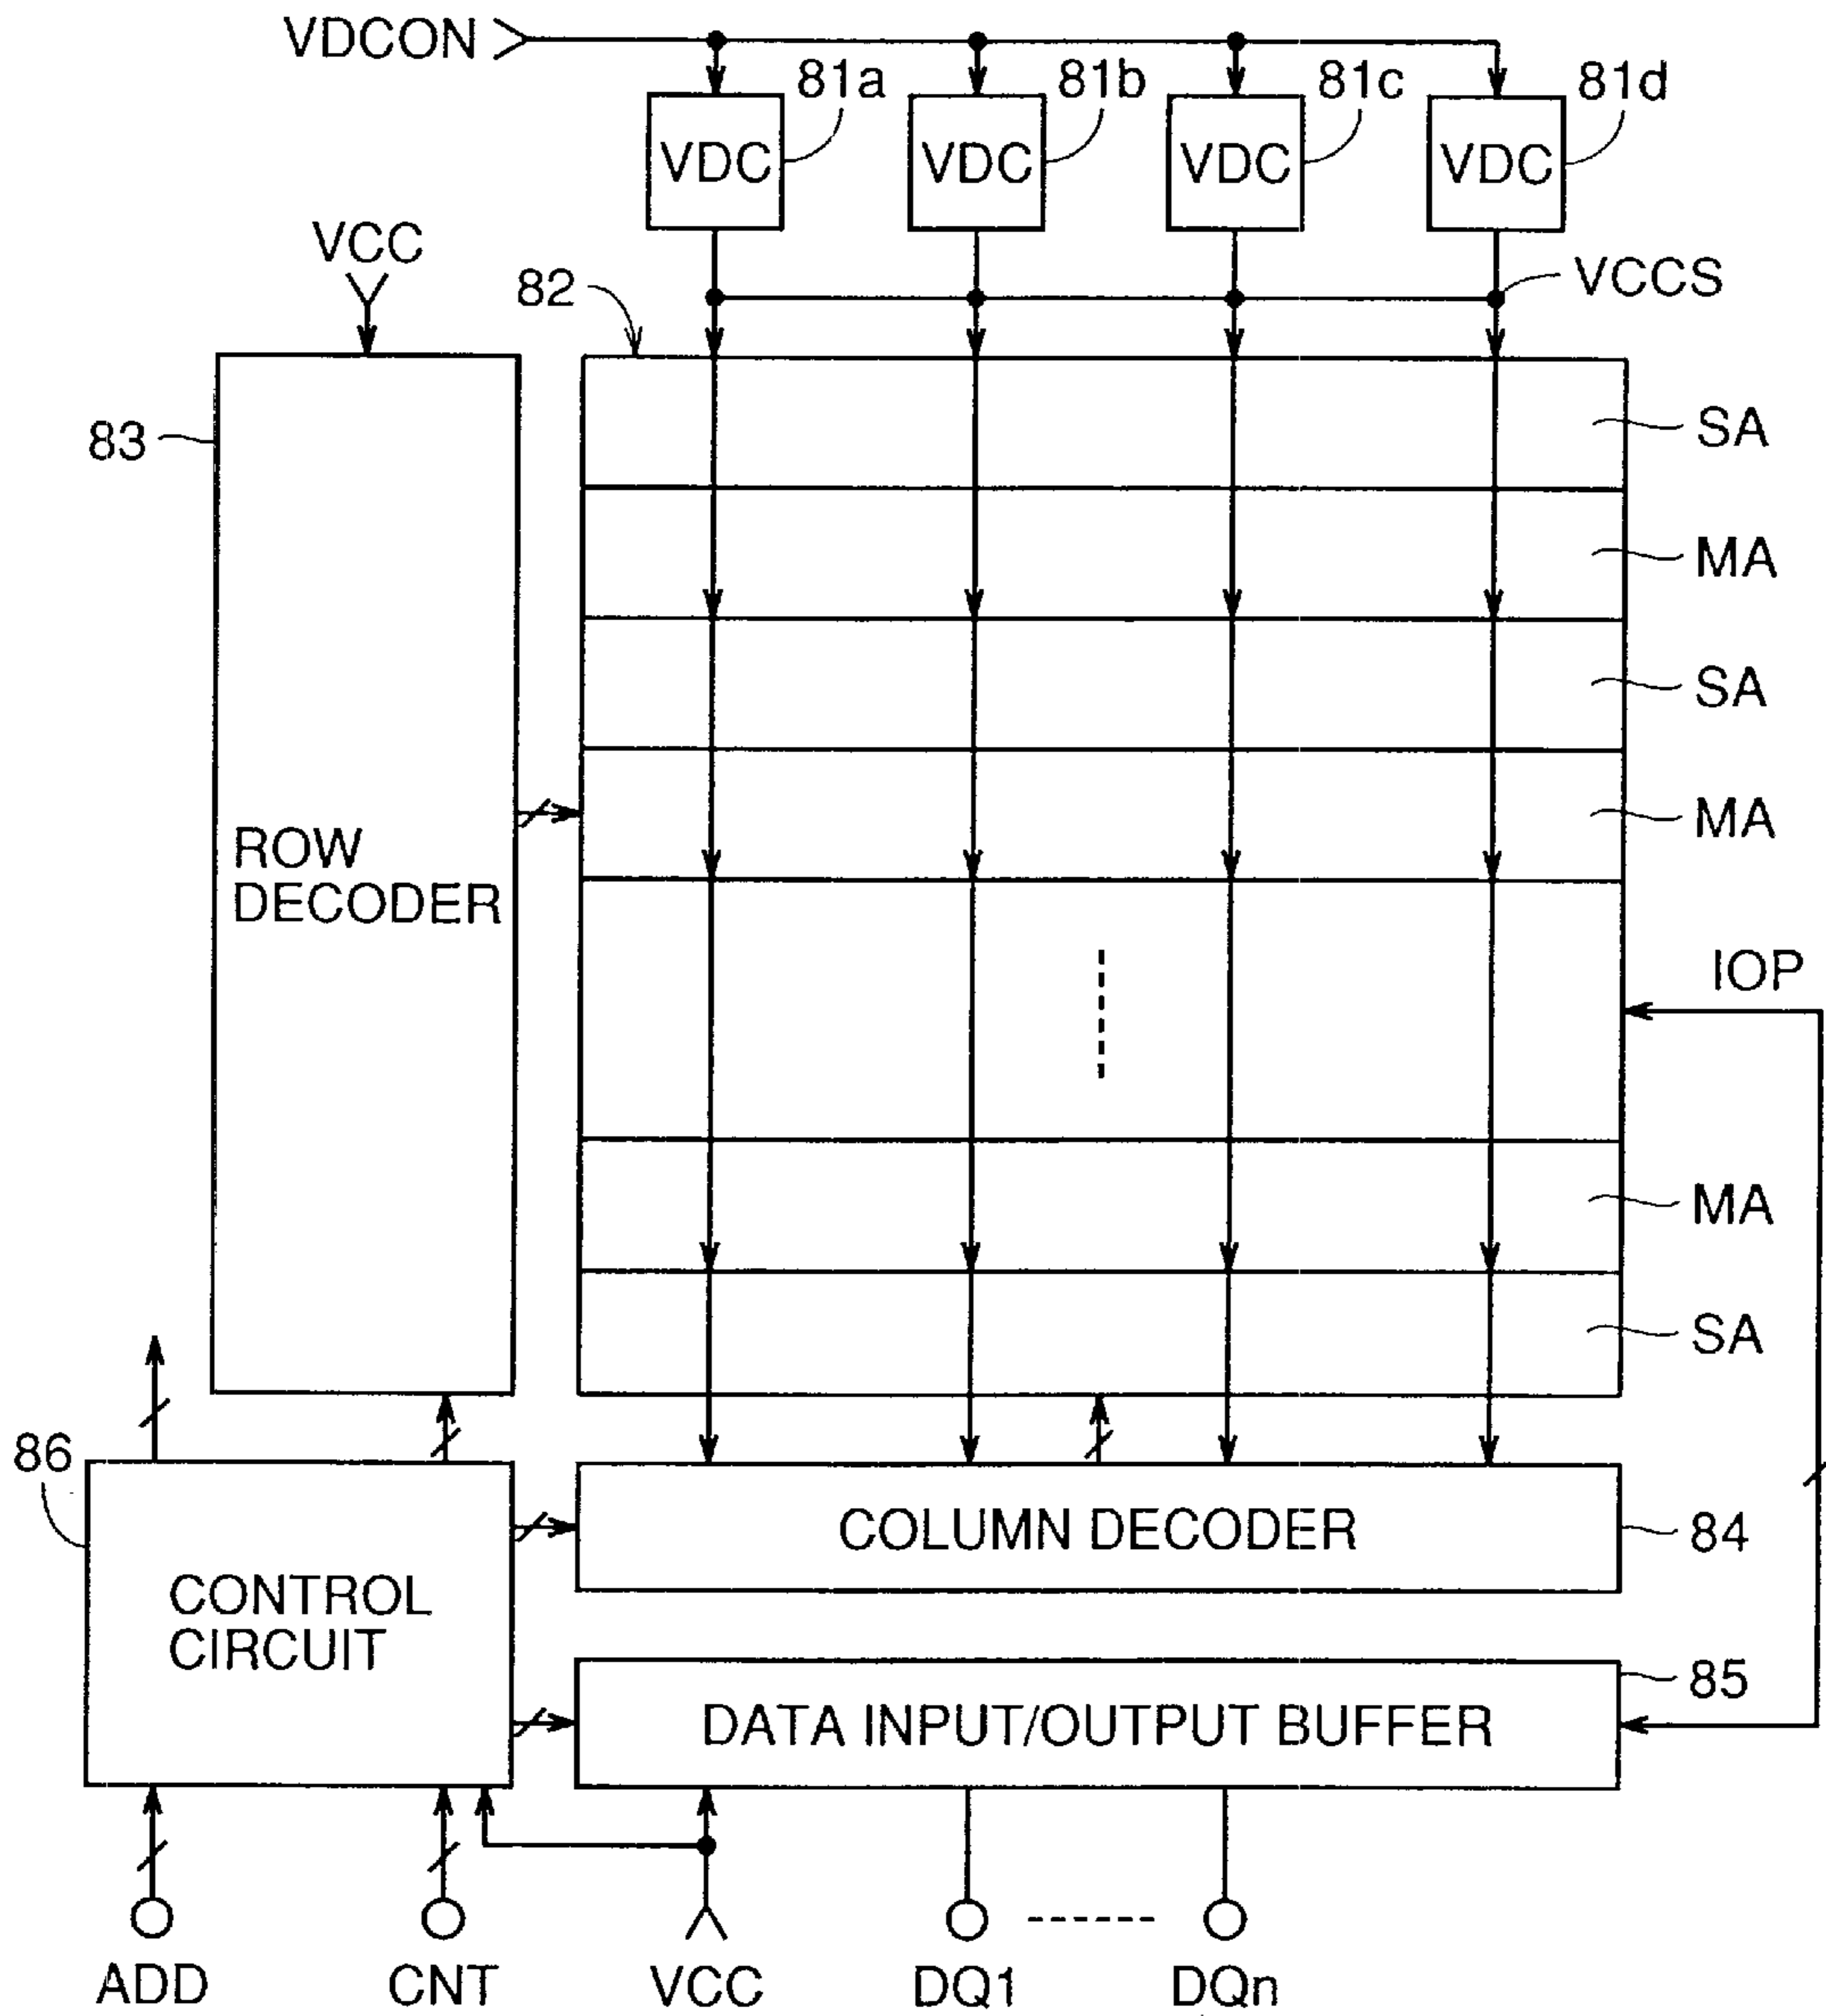 VDCON
81a
81b
81c
81d
VDC
VDC
VDC
VDC
VCC
82
VCCS
83
SA
MA
SA
MA
ROW
DECODER
IOP
MA
SA
86
COLUMN DECODER
84
CONTROL
CIRCUIT
85
DATA INPUT/OUTPUT BUFFER
ADD
CNT
VCC
DQ1
DQn